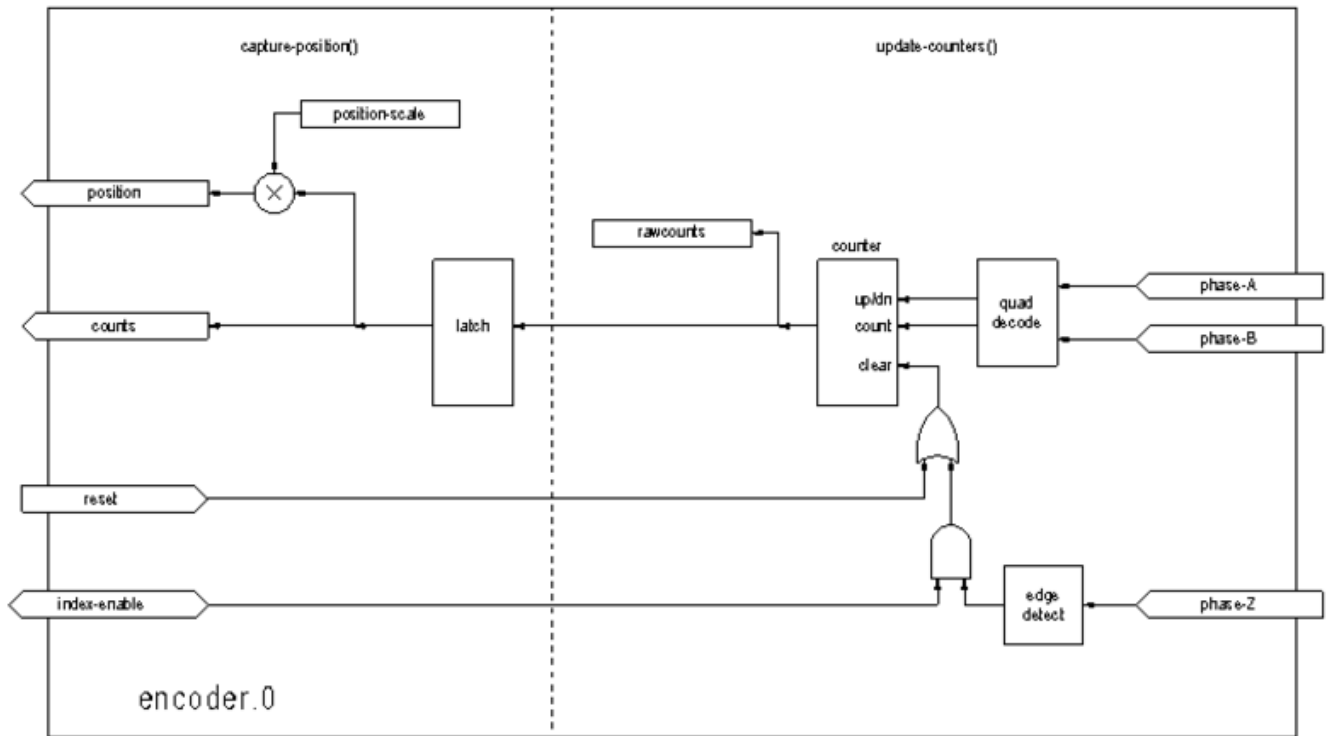 capture-position()
update-counters()
position-scale
position
rawcounts
counter
up/dn
count
clear
quad
decode
phase-A
phase-B
counts
latch
reset
index-enable
edge
detect
phase-Z
encoder.0